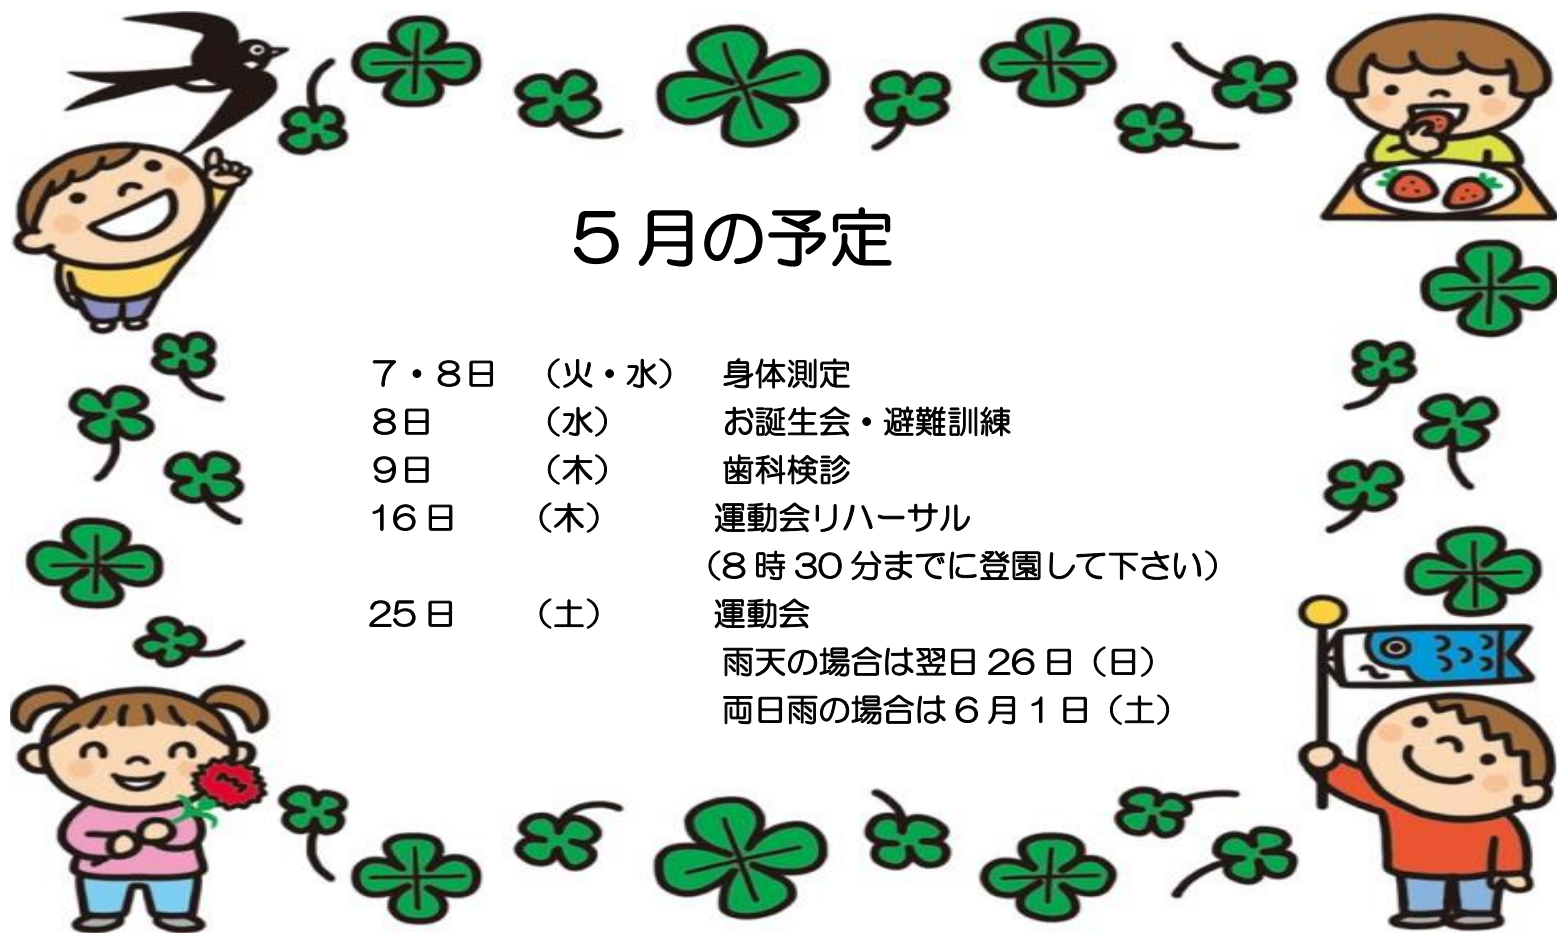 ５月の予定
７・８日　（火・水）　身体測定
８日　（水）　お誕生会・避難訓練
９日　（木）　歯科検診
16日　（木）　運動会リハーサル
（8時30分までに登園して下さい）
25日　（土）　運動会
雨天の場合は翌日26日（日）
両日雨の場合は6月1日（土）